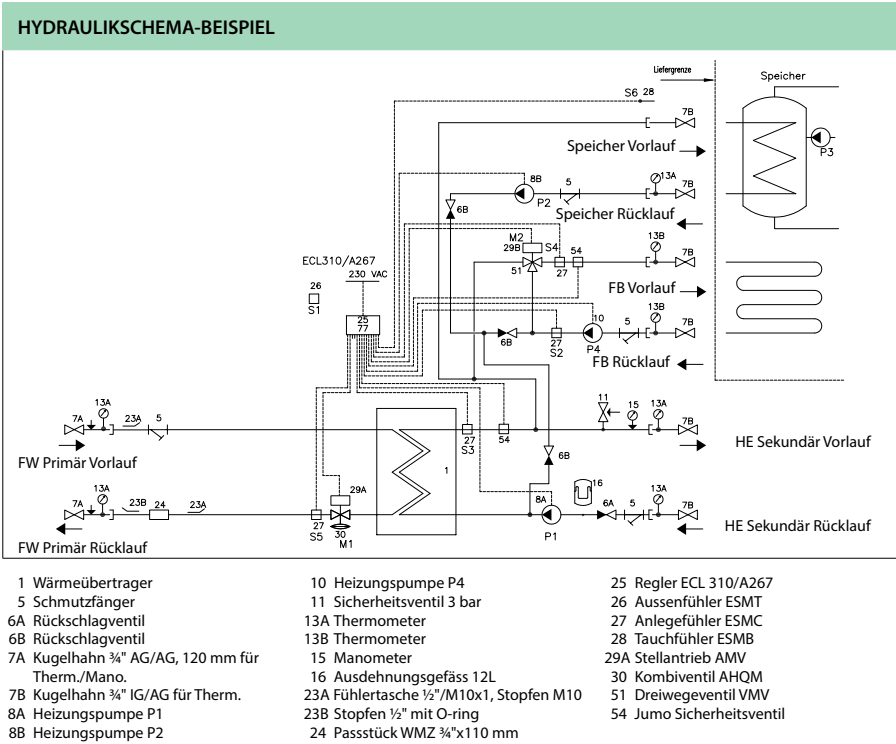 HYDRAULIKSCHEMA-BEISPIEL
Liefergrenze
Speicher
S6 28
7B
Speicher Vorlauf
P3
8B
5
13A
7B
P2
6B
Speicher Rücklauf
M2
29B
S4
54
13B
7B
51
27
FB Vorlauf
ECL310/A267
230 VAC
26
S1
25
77
10
13B
5
7B
6B
27
S2
P4
FB Rücklauf
7A
13A
23A
5
11
15
13A
7B
27
S3
54
FW Primär Vorlauf
HE Sekundär Vorlauf
1
6B
7A
13A
23B
24
23A
29A
16
8A
6A
5
13A
7B
27
S5
30
M1
P1
FW Primär Rücklauf
HE Sekundär Rücklauf
1 Wärmeübertrager
5 Schmutzfänger
6A Rückschlagventil
6B Rückschlagventil
7A Kugelhahn ¾" AG/AG, 120 mm für
Therm./Mano.
7B Kugelhahn ¾" IG/AG für Therm.
8A Heizungspumpe P1
8B Heizungspumpe P2
10 Heizungspumpe P4
11 Sicherheitsventil 3 bar
13A Thermometer
13B Thermometer
15 Manometer
16 Ausdehnungsgefäss 12L
23A Fühlertasche ½"/M10x1, Stopfen M10
23B Stopfen ½" mit O-ring
24 Passstück WMZ ¾"x110 mm
25 Regler ECL 310/A267
26 Aussenfühler ESMT
27 Anlegefühler ESMC
28 Tauchfühler ESMB
29A Stellantrieb AMV
30 Kombiventil AHQM
51 Dreiwegeventil VMV
54 Jumo Sicherheitsventil